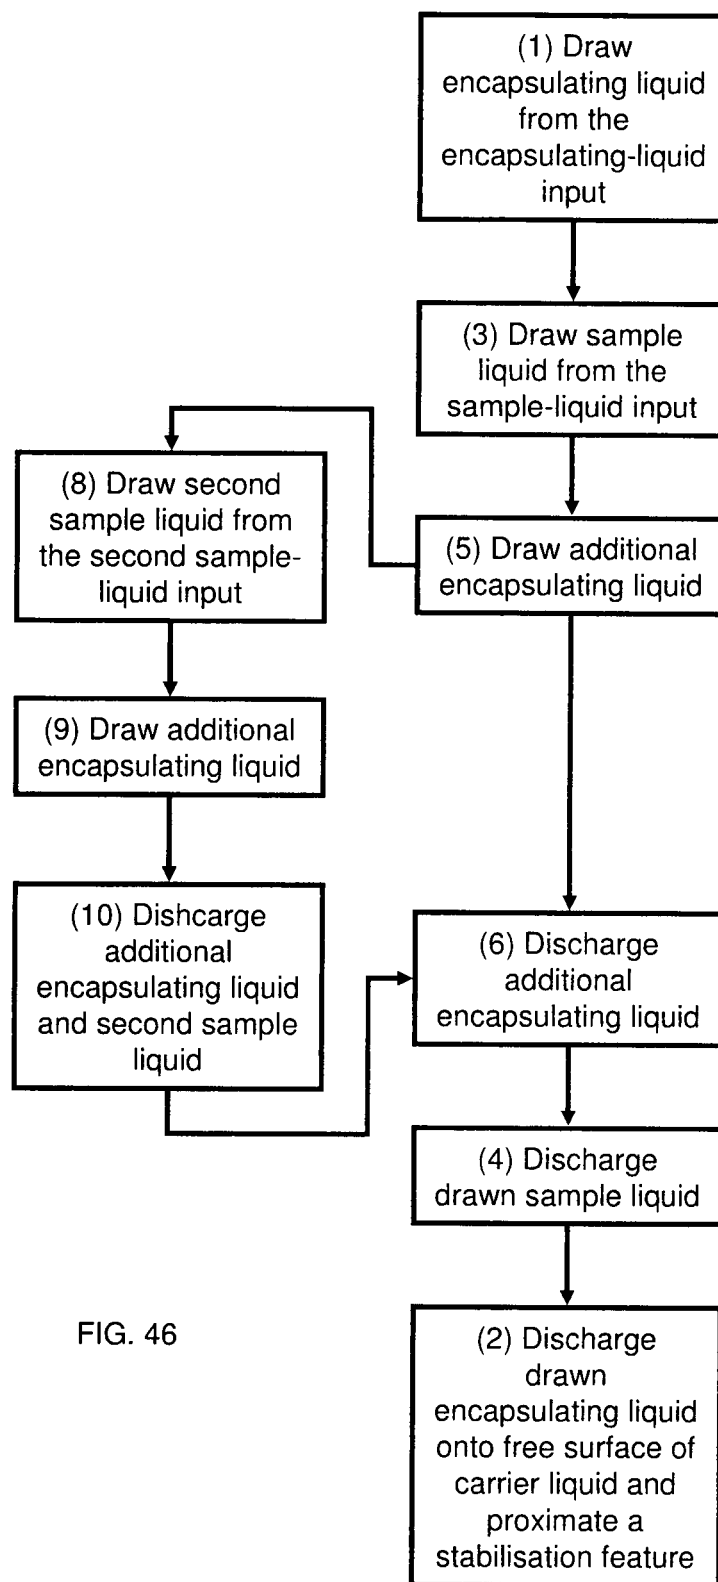 (1) Draw
encapsulating liquid
from the
encapsulating-liquid
input
(3) Draw sample
liquid from the
sample-liquid input
(8) Draw second
sample liquid from
the second sample-
liquid input
(5) Draw additional
encapsulating liquid
(9) Draw additional
encapsulating liquid
(10) Dishcarge
additional
encapsulating liquid
and second sample
liquid
(6) Discharge
additional
encapsulating liquid
(4) Discharge
drawn sample liquid
(2) Discharge
drawn
encapsulating liquid
onto free surface of
carrier liquid and
proximate a
stabilisation feature
FIG. 46